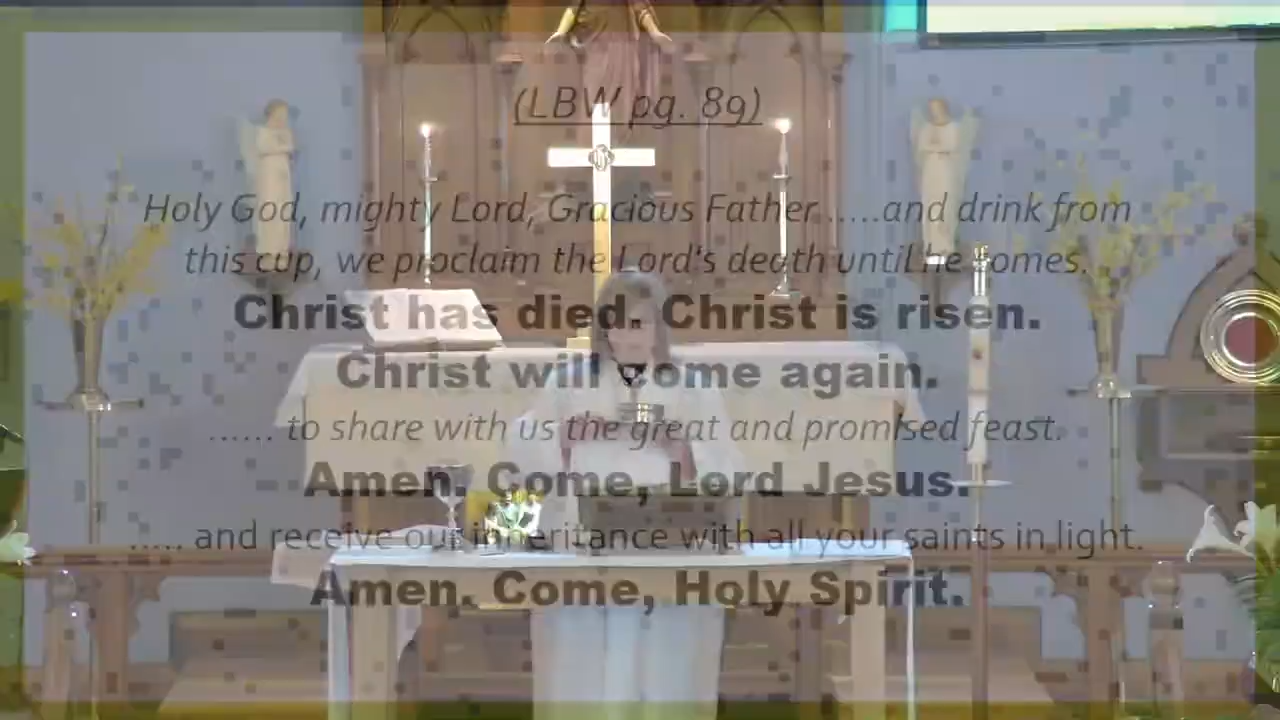 (LBW pg. 89)
Holy God, mighty Lord, Gracious Father ......and drink from
this cup, we proclaim the Lord's death until he comes.
Christ has died. Christ is risen.
Christ will come again.
...... to share with us the great and promised feast.
Amen. Come, Lord Jesus.
..... and receive our inheritance with all your saints in light.
Amen. Come, Holy Spirit.